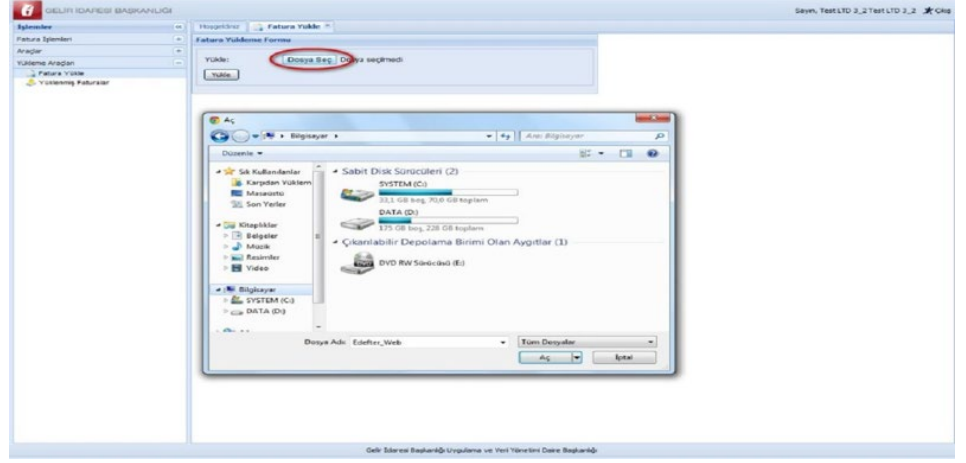 GELİR İDARESİ BAŞKANLIĞI
Sayın, Test LTD 3_2 Test LTD 3_2 Çıkış
İşlemler
Hoşgeldiniz Fatura Yükle
Fatura İşlemleri
Fatura Yükleme Formu
Araçlar
Yükleme Araçları
Yükle: Dosya Seç Dosya seçilmedi
Fatura Yükle
Yükle
Yüklenmiş Faturalar
Aç
Bilgisayar
Ara: Bilgisayar
Düzenle
Sık Kullanılanlar
Karşıdan Yüklem
Masaüstü
Son Yerler
Kitaplıklar
Belgeler
Müzik
Resimler
Video
Bilgisayar
SYSTEM (C:)
DATA (D:)
Sabit Disk Sürücüleri (2)
SYSTEM (C:)
33,1 GB boş, 70,0 GB toplam
DATA (D:)
175 GB boş, 228 GB toplam
Çıkarılabilir Depolama Birimi Olan Aygıtlar (1)
DVD RW Sürücüsü (E:)
Dosya Adı: Edefter_Web
Tüm Dosyalar
Aç
İptal
Gelir İdaresi Başkanlığı Uygulama ve Veri Yönetimi Daire Başkanlığı